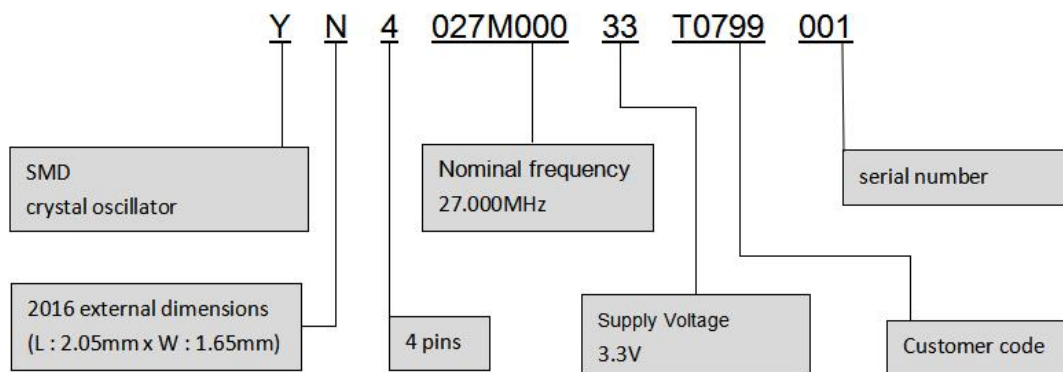 Y N 4 027M000 33 T0799 001
SMD
crystal oscillator
Nominal frequency
27.000MHz
serial number
2016 external dimensions
(L : 2.05mm x W : 1.65mm)
4 pins
Supply Voltage
3.3V
Customer code